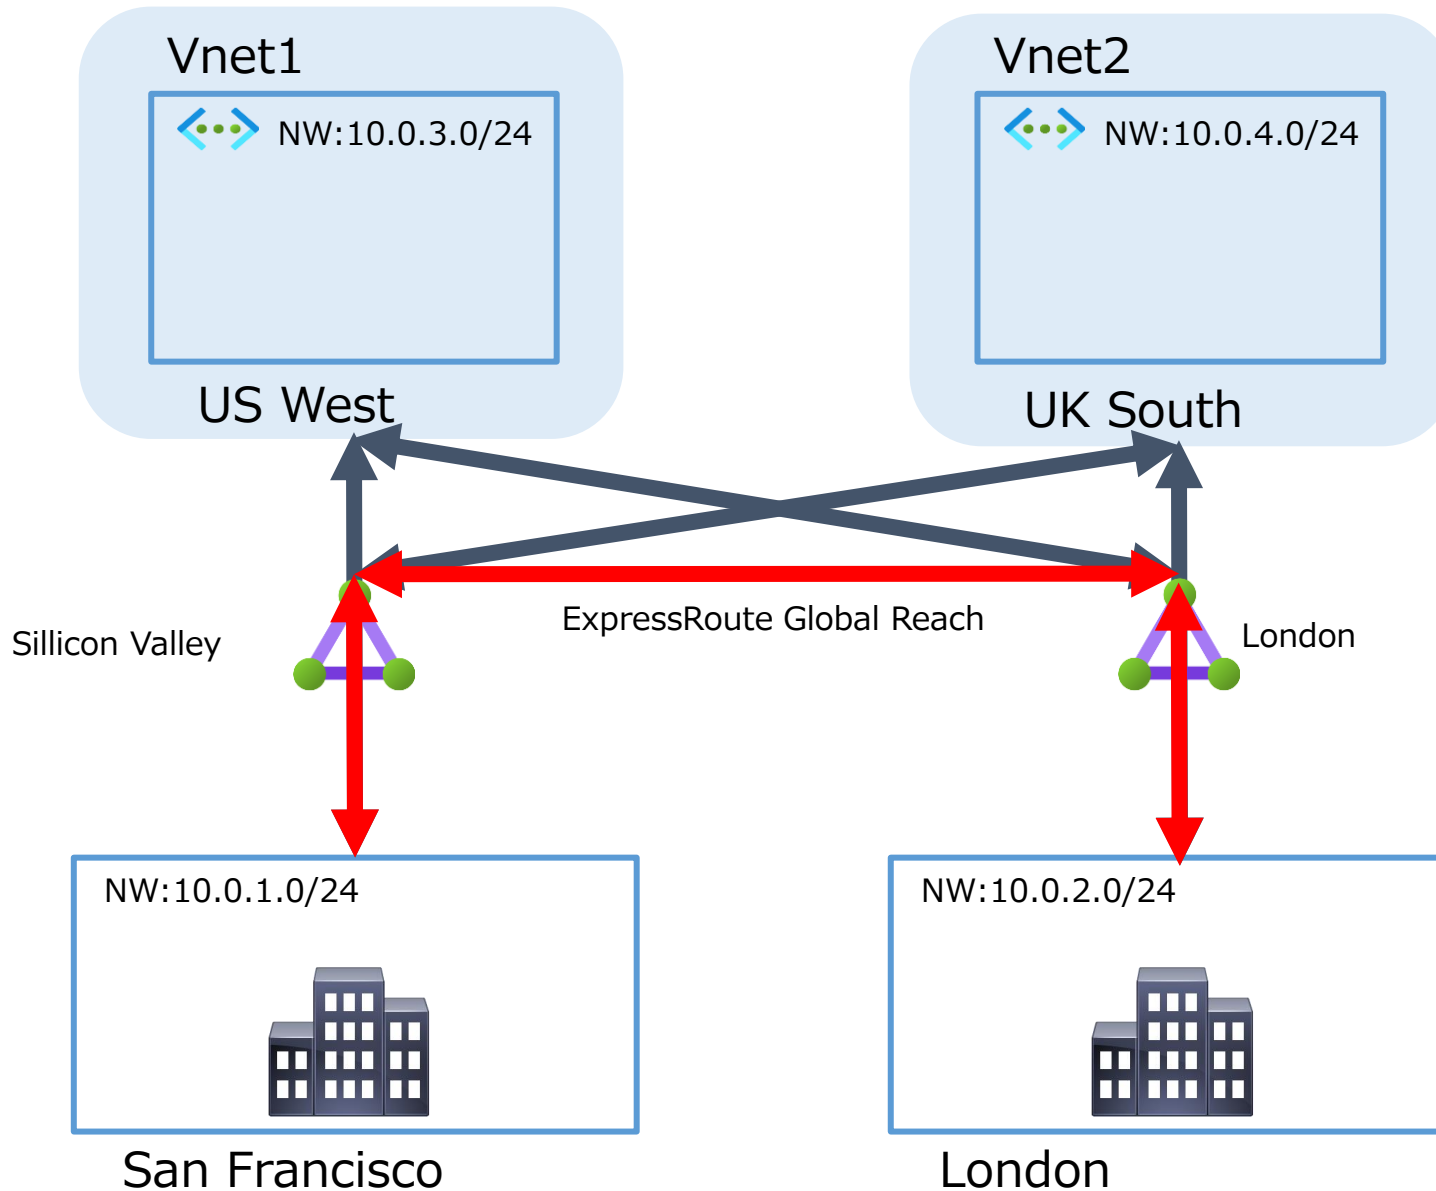 Vnet1
Vnet2
NW:10.0.3.0/24
NW:10.0.4.0/24
US West
UK South
ExpressRoute Global Reach
Sillicon Valley
London
NW:10.0.1.0/24
NW:10.0.2.0/24
San Francisco
London